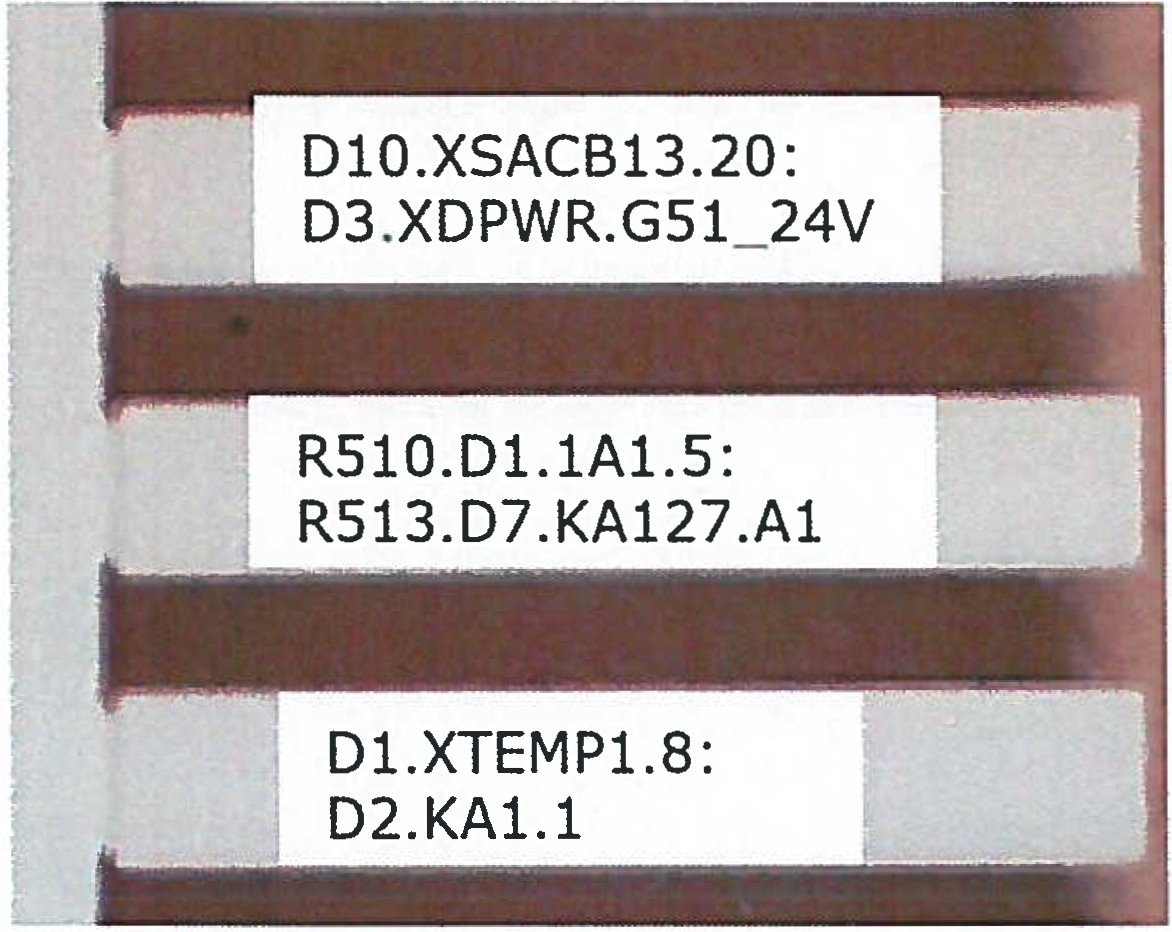 D10.XSACB13.20:
D3.XDPWR.G51_24V
R510.D1.1A1.5:
R513.D7.KA127.A1
D1.XTEMP1.8:
D2.KA1.1